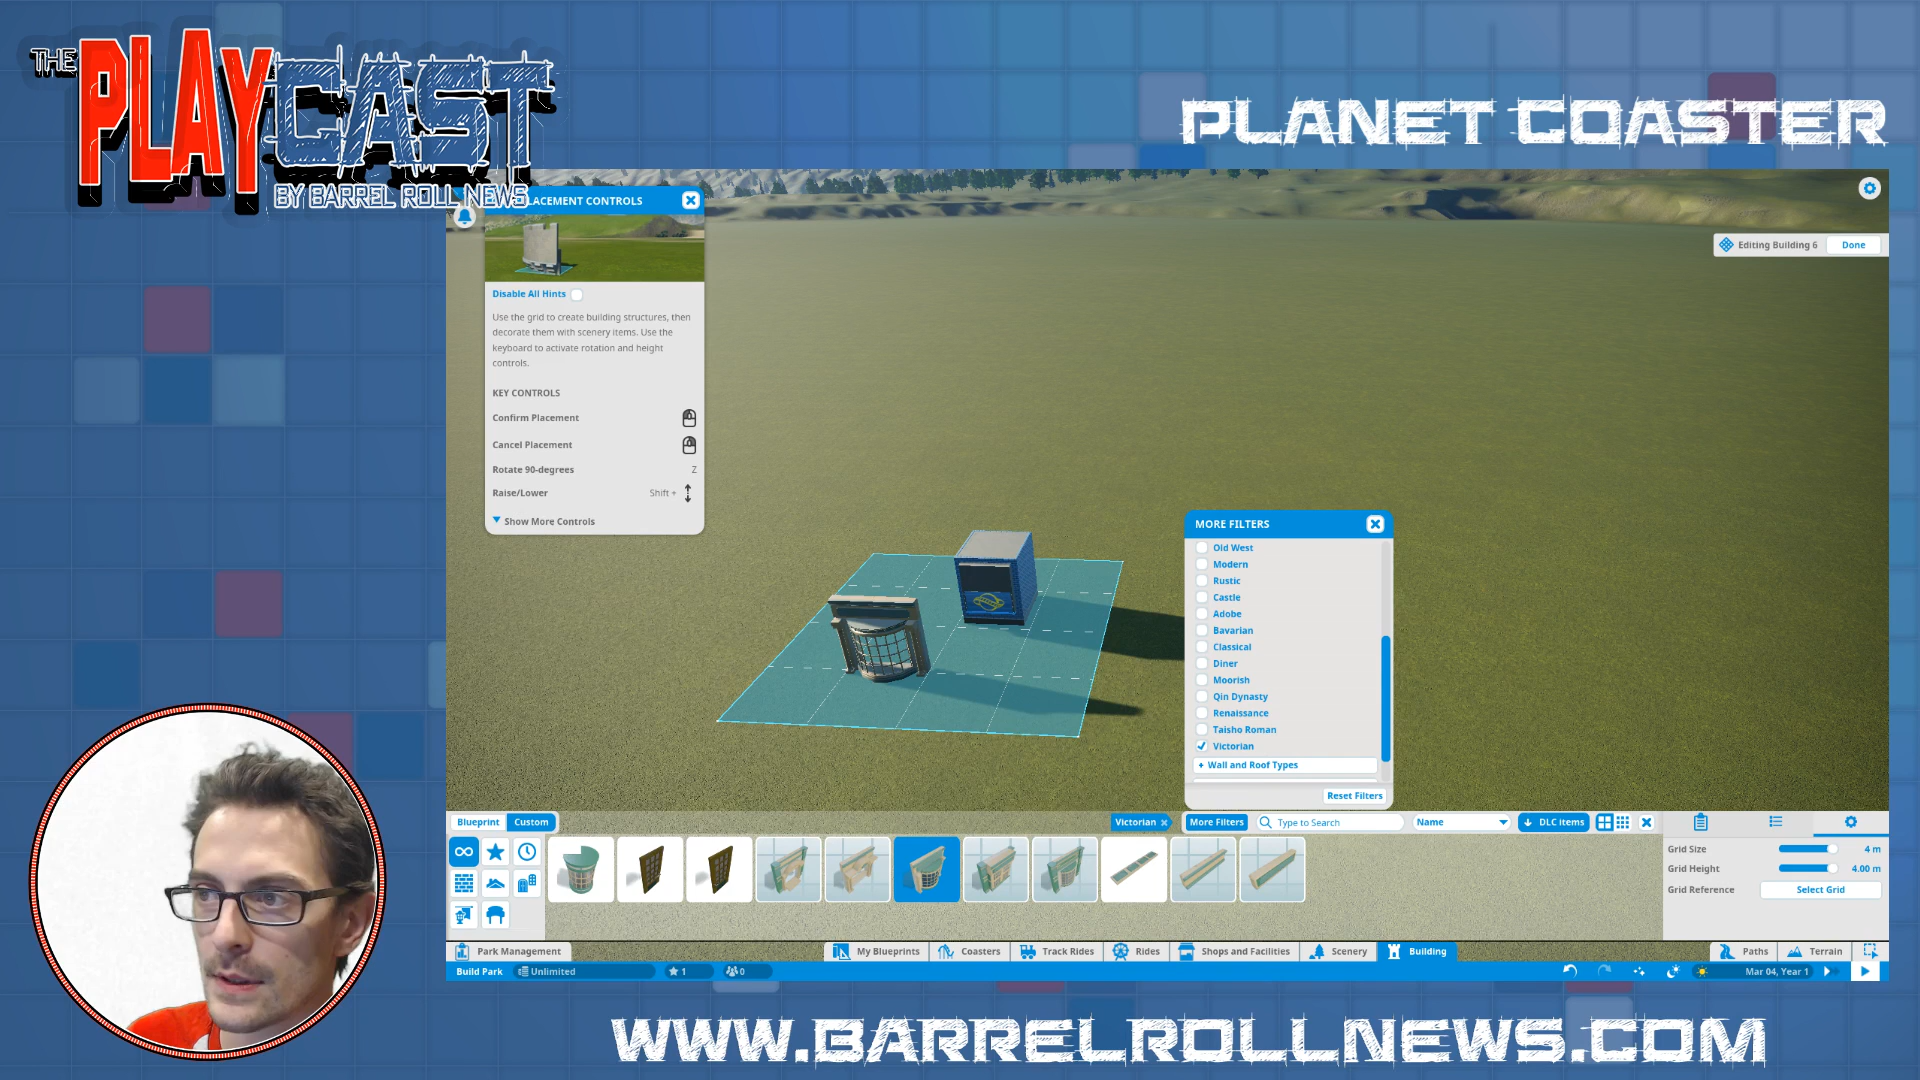 THE PLAYCAST
BY BARREL ROLL NEWS
PLANET COASTER
LACEMENT CONTROLS
Disable All Hints
Use the grid to create building structures, then
decorate them with scenery items. Use the
keyboard to activate rotation and height
controls.
KEY CONTROLS
Confirm Placement
Cancel Placement
Rotate 90-degrees Z
Raise/Lower Shift +
Show More Controls
Editing Building 6 Done
MORE FILTERS
Old West
Modern
Rustic
Castle
Adobe
Bavarian
Classical
Diner
Moorish
Qin Dynasty
Renaissance
Taisho Roman
Victorian
+ Wall and Roof Types
Reset Filters
Blueprint Custom Victorian More Filters Type to Search Name DLC items
Grid Size 4 m
Grid Height 4.00 m
Grid Reference Select Grid
Park Management My Blueprints Coasters Track Rides Rides Shops and Facilities Scenery Building Paths Terrain
Build Park Unlimited 1 0 Mar 04, Year 1
WWW.BARRELROLLNEWS.COM